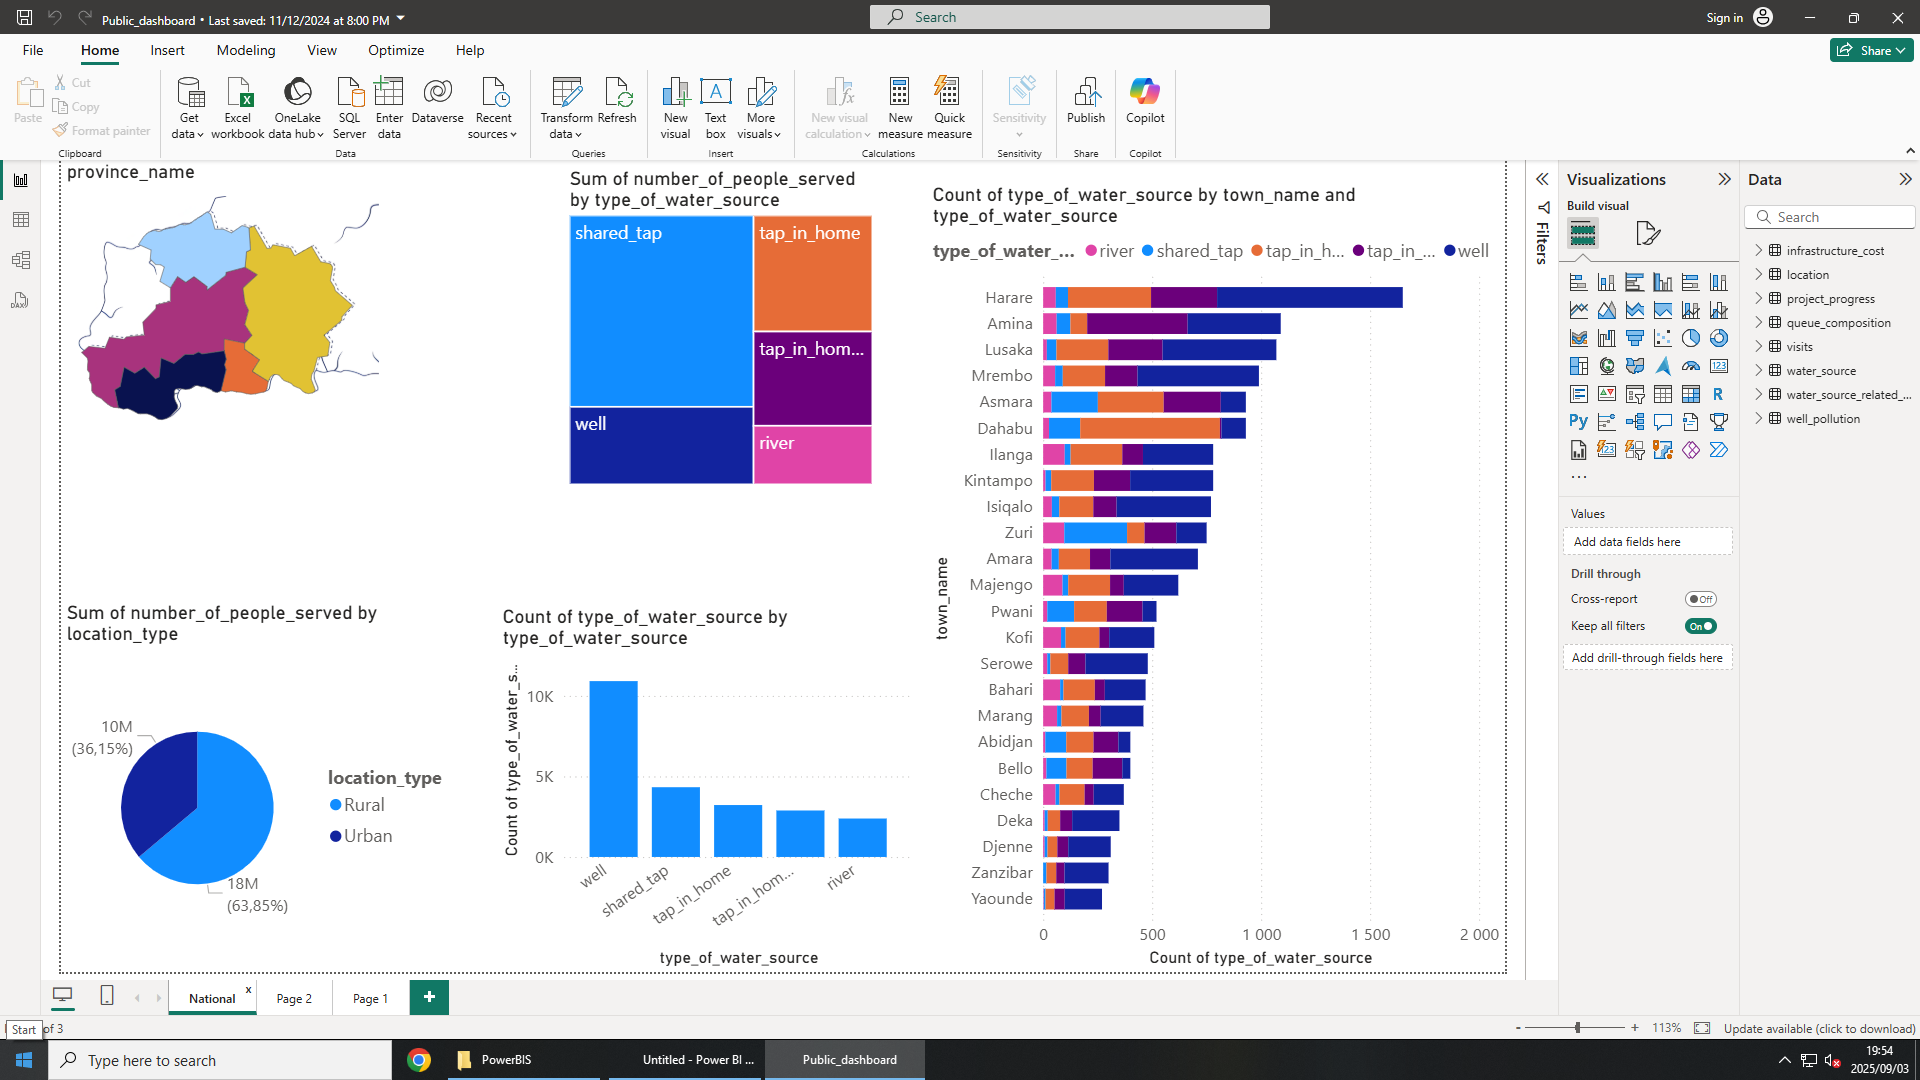 Public_dashboard • Last saved: 11/12/2024 at 8:00 PM
Search
Sign in
File
Home
Insert
Modeling
View
Optimize
Help
Share
Paste
Cut
Copy
Format painter
Clipboard
Get data
Excel workbook
OneLake data hub
SQL Server
Enter data
Dataverse
Recent sources
Data
Transform data
Refresh
Queries
New visual
Text box
More visuals
Insert
New visual calculation
New measure
Quick measure
Calculations
Sensitivity
Sensitivity
Publish
Share
Copilot
Copilot
province_name
Sum of number_of_people_served
by type_of_water_source
shared_tap
tap_in_home
tap_in_hom...
well
river
Sum of number_of_people_served by
location_type
10M
(36,15%)
18M
(63,85%)
location_type
Rural
Urban
Count of type_of_water_source by
type_of_water_source
Count of type_of_water_s...
10K
5K
0K
well
shared_tap
tap_in_home
tap_in_hom...
river
type_of_water_source
Count of type_of_water_source by town_name and
type_of_water_source
type_of_water_... river shared_tap tap_in_h... tap_in_... well
town_name
Harare
Amina
Lusaka
Mrembo
Asmara
Dahabu
Ilanga
Kintampo
Isiqalo
Zuri
Amara
Majengo
Pwani
Kofi
Serowe
Bahari
Marang
Abidjan
Bello
Cheche
Deka
Djenne
Zanzibar
Yaounde
0 500 1 000 1 500 2 000
Count of type_of_water_source
Filters
Visualizations
Build visual
R
Py
123
123
...
Values
Add data fields here
Drill through
Cross-report
Off
Keep all filters
On
Add drill-through fields here
Data
Search
infrastructure_cost
location
project_progress
queue_composition
visits
water_source
water_source_related_...
well_pollution
DAX
National x
Page 2
Page 1
+
Start
of 3
- + 113%
Update available (click to download)
Type here to search
PowerBIS
Untitled - Power BI ...
Public_dashboard
19:54
2025/09/03